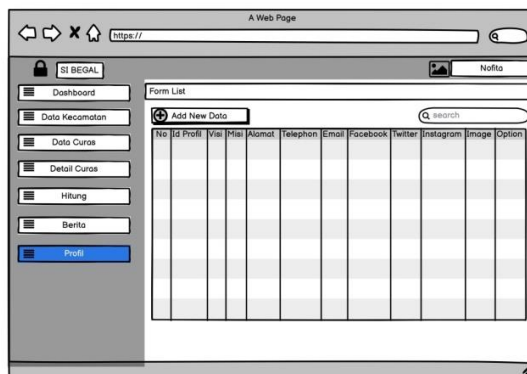 A Web Page
https://
SI BEGAL
Nofita
Dashboard
Data Kecamatan
Data Curas
Detail Curas
Hitung
Berita
Profil
Form List
Add New Data
search
No Id Profil Visi Misi Alamat Telephon Email Facebook Twitter Instagram Image Option